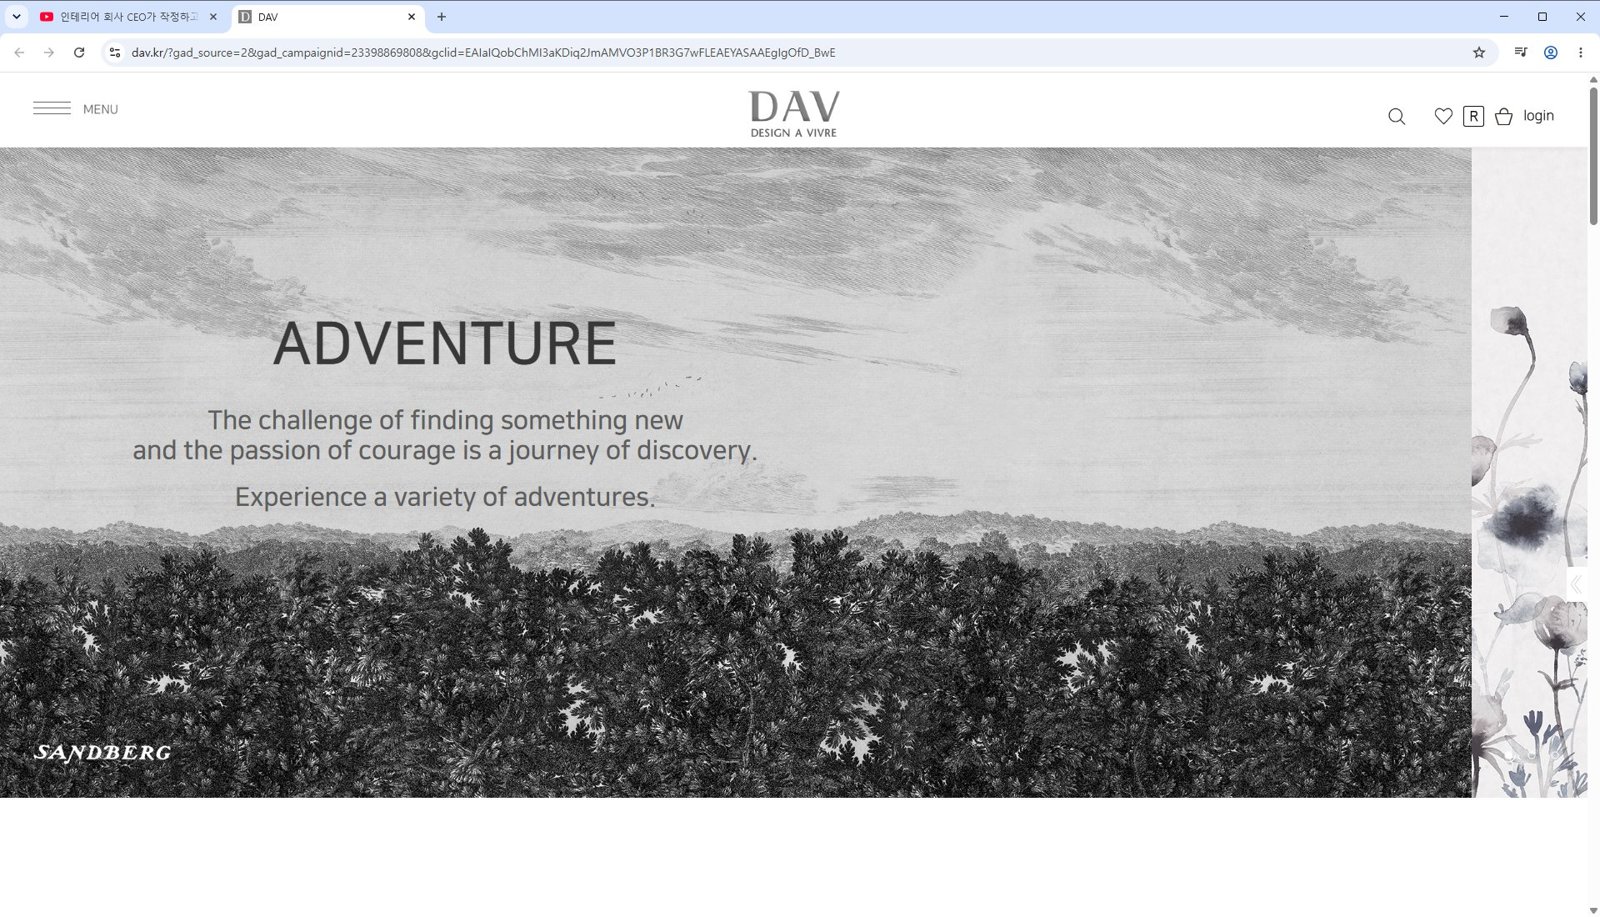 인테리어 회사 CEO가 작정하고
DAV
dav.kr/?gad_source=2&gad_campaignid=23398869808&gclid=EAIaIQobChMI3aKDiq2JmAMVO3P1BR3G7wFLEAEYASAAEgIgOfD_BwE
MENU
DAV
DESIGN A VIVRE
R
login
ADVENTURE
The challenge of finding something new
and the passion of courage is a journey of discovery.
Experience a variety of adventures.
SANDBERG